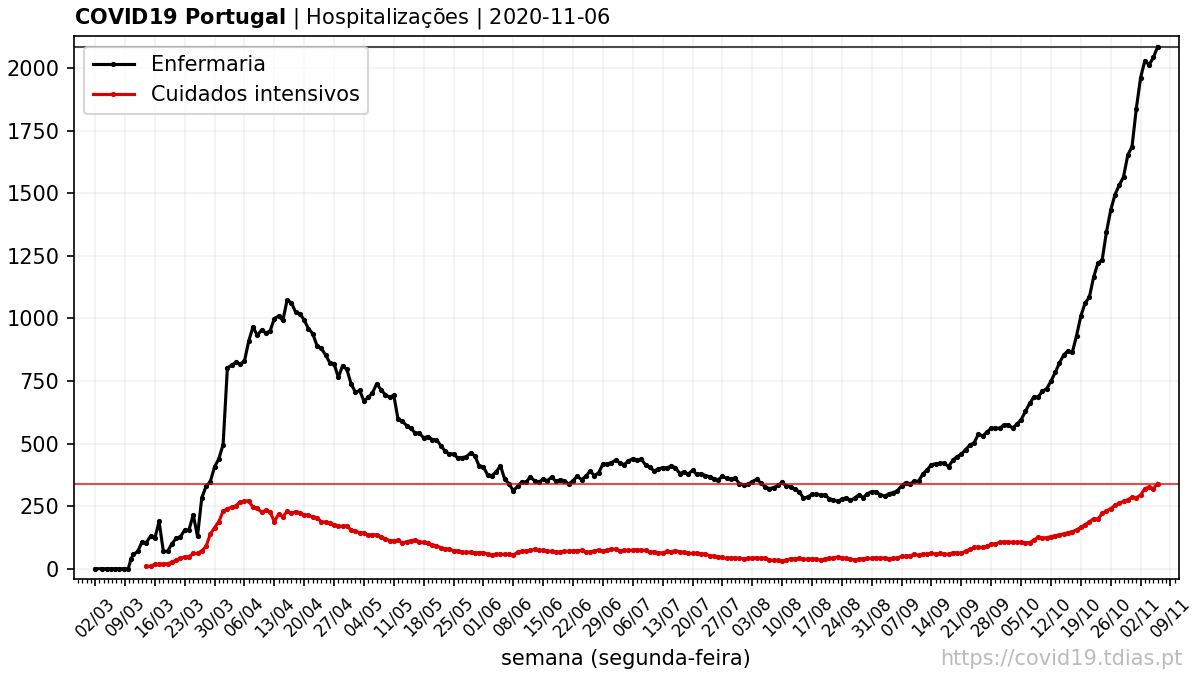 COVID19 Portugal | Hospitalizações | 2020-11-06
Enfermaria
Cuidados intensivos
2000
1750
1500
1250
1000
750
500
250
0
02/03 09/03 16/03 23/03 30/03 06/04 13/04 20/04 27/04 04/05 11/05 18/05 25/05 01/06 08/06 15/06 22/06 29/06 06/07 13/07 20/07 27/07 03/08 10/08 17/08 24/08 31/08 07/09 14/09 21/09 28/09 05/10 12/10 19/10 26/10 02/11 09/11
semana (segunda-feira)
https://covid19.tdias.pt